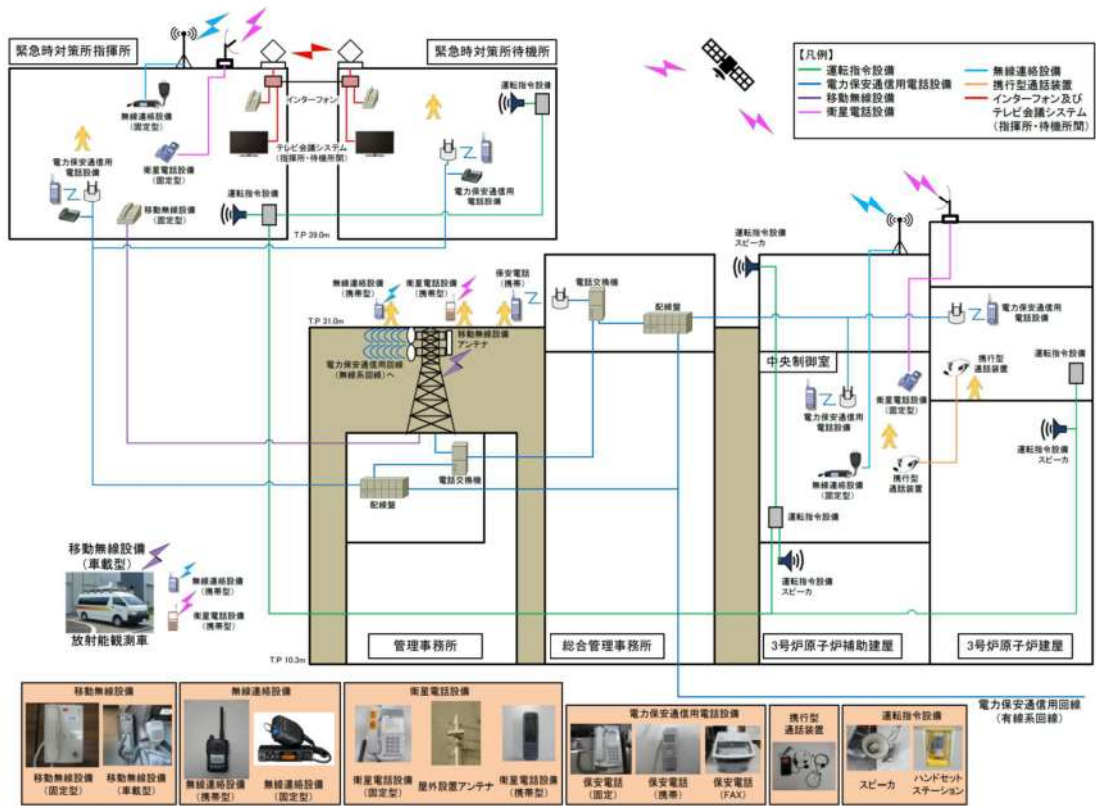 緊急時対策所指揮所
緊急時対策所待機所
インターフォン
無線連絡設備
(固定型)
運転指令設備
電力保安通信用
電話設備
衛星電話設備
(固定型)
テレビ会議システム
(指揮所・待機所間)
運転指令設備
移動無線設備
(固定型)
電力保安通信用
電話設備
T.P 39.0m
【凡例】
運転指令設備
電力保安通信用電話設備
移動無線設備
衛星電話設備
無線連絡設備
携行型通話装置
インターフォン及び
テレビ会議システム
(指揮所・待機所間)
無線連絡設備
(携帯型)
衛星電話設備
(携帯型)
保安電話
(携帯)
T.P 31.0m
移動無線設備
アンテナ
電力保安通信用回線
(無線系回線)へ
電話交換機
配線盤
電話交換機
配線盤
運転指令設備
スピーカ
電力保安通信用
電話設備
中央制御室
電力保安通信用
電話設備
衛星電話設備
(固定型)
携行型
通話装置
運転指令設備
無線連絡設備
(固定型)
携行型
通話装置
運転指令設備
スピーカ
運転指令設備
運転指令設備
スピーカ
移動無線設備
(車載型)
無線連絡設備
(携帯型)
衛星電話設備
(携帯型)
放射能観測車
T.P 10.3m
管理事務所
総合管理事務所
3号炉原子炉補助建屋
3号炉原子炉建屋
電力保安通信用回線
(有線系回線)
移動無線設備
移動無線設備
(固定型)
移動無線設備
(車載型)
無線連絡設備
無線連絡設備
(携帯型)
無線連絡設備
(固定型)
衛星電話設備
衛星電話設備
(固定型)
屋外設置アンテナ
衛星電話設備
(携帯型)
電力保安通信用電話設備
保安電話
(固定)
保安電話
(携帯)
保安電話
(FAX)
携行型
通話装置
運転指令設備
スピーカ
ハンドセット
ステーション